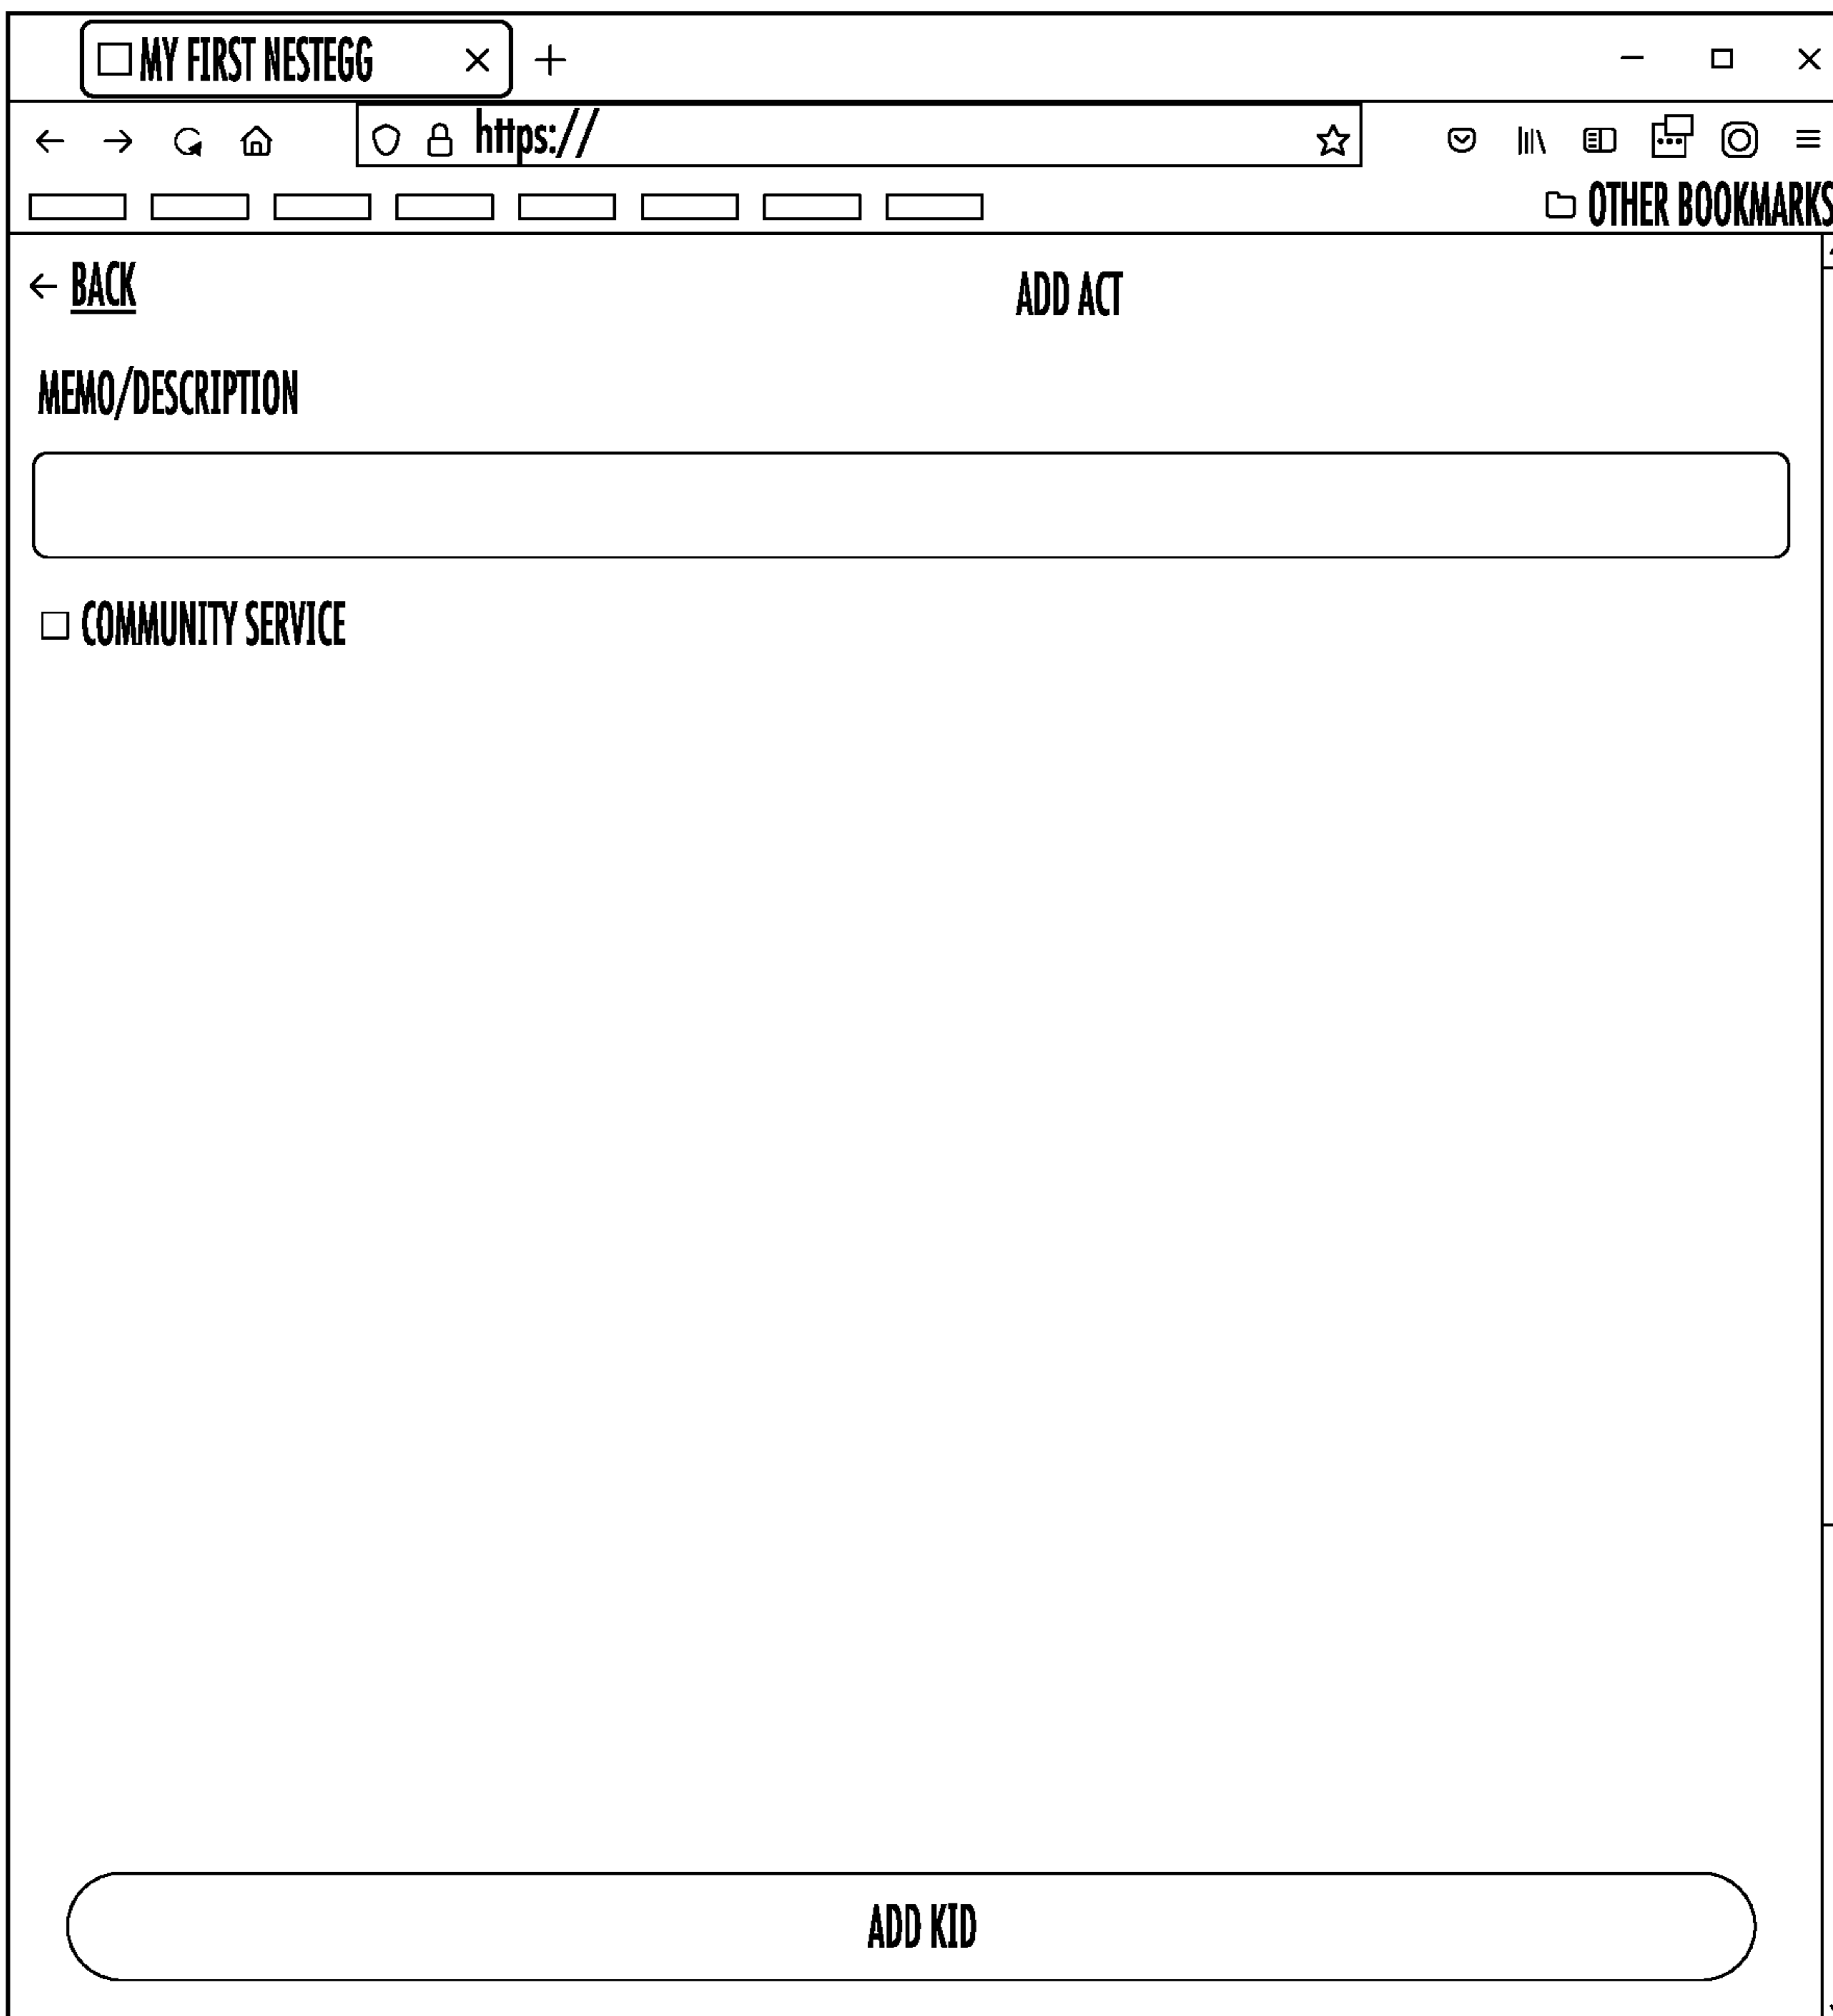 MY FIRST NESTEGG
https://
OTHER BOOKMARKS
BACK
ADD ACT
MEMO/DESCRIPTION
COMMUNITY SERVICE
ADD KID